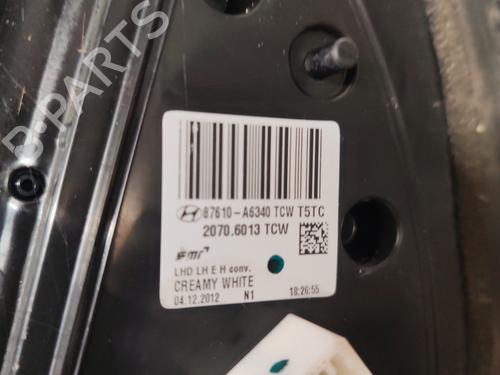 B-PARTS
87610-A6340 TCW T5TC
2070.6013 TCW
SMR
LHD LH E H conv.
CREAMY WHITE
04.12.2012 N1 18:26:55